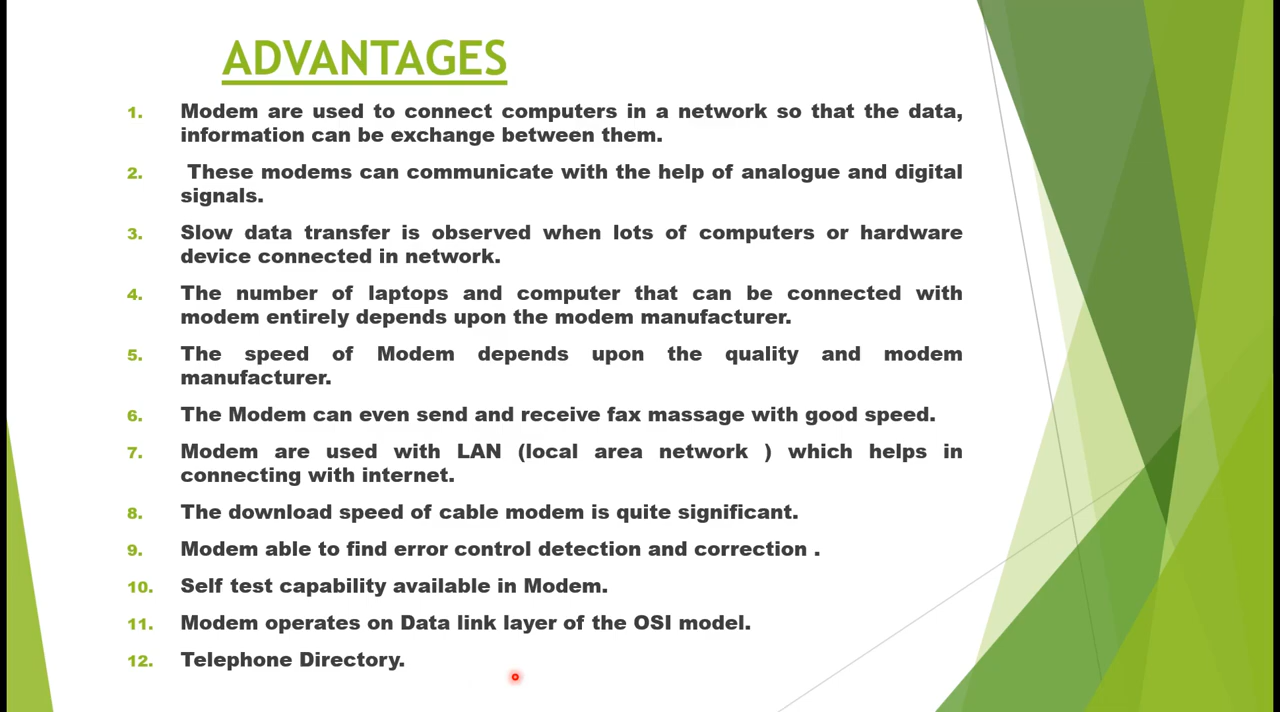 ADVANTAGES
1. Modem are used to connect computers in a network so that the data,
information can be exchange between them.
2. These modems can communicate with the help of analogue and digital
signals.
3. Slow data transfer is observed when lots of computers or hardware
device connected in network.
4. The number of laptops and computer that can be connected with
modem entirely depends upon the modem manufacturer.
5. The speed of Modem depends upon the quality and modem
manufacturer.
6. The Modem can even send and receive fax massage with good speed.
7. Modem are used with LAN (local area network ) which helps in
connecting with internet.
8. The download speed of cable modem is quite significant.
9. Modem able to find error control detection and correction .
10. Self test capability available in Modem.
11. Modem operates on Data link layer of the OSI model.
12. Telephone Directory.